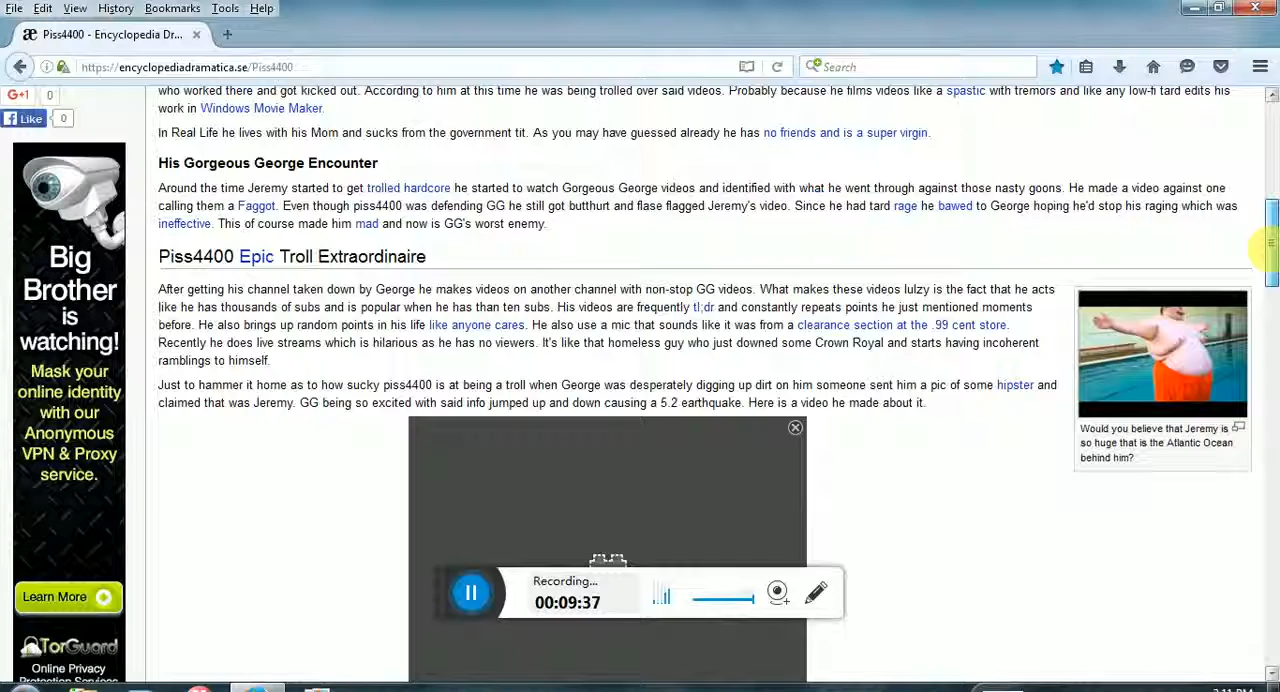 File Edit View History Bookmarks Tools Help
Piss4400 - Encyclopedia Dr...
https://encyclopediadramatica.se/Piss4400
Search
G+1 0
Like 0
who worked there and got kicked out. According to him at this time he was being trolled over said videos. Probably because he films videos like a spastic with tremors and like any low-fi tard edits his
work in Windows Movie Maker.
In Real Life he lives with his Mom and sucks from the government tit. As you may have guessed already he has no friends and is a super virgin.
His Gorgeous George Encounter
Around the time Jeremy started to get trolled hardcore he started to watch Gorgeous George videos and identified with what he went through against those nasty goons. He made a video against one
calling them a Faggot. Even though piss4400 was defending GG he still got butthurt and flase flagged Jeremy's video. Since he had tard rage he bawed to George hoping he'd stop his raging which was
ineffective. This of course made him mad and now is GG's worst enemy.
Piss4400 Epic Troll Extraordinaire
After getting his channel taken down by George he makes videos on another channel with non-stop GG videos. What makes these videos lulzy is the fact that he acts
like he has thousands of subs and is popular when he has than ten subs. His videos are frequently tl;dr and constantly repeats points he just mentioned moments
before. He also brings up random points in his life like anyone cares. He also use a mic that sounds like it was from a clearance section at the .99 cent store.
Recently he does live streams which is hilarious as he has no viewers. It's like that homeless guy who just downed some Crown Royal and starts having incoherent
ramblings to himself.
Just to hammer it home as to how sucky piss4400 is at being a troll when George was desperately digging up dirt on him someone sent him a pic of some hipster and
claimed that was Jeremy. GG being so excited with said info jumped up and down causing a 5.2 earthquake. Here is a video he made about it.
Would you believe that Jeremy is
so huge that is the Atlantic Ocean
behind him?
Big
Brother
is
watching!
Mask your
online identity
with our
Anonymous
VPN & Proxy
service.
Learn More
TorGuard
Online Privacy
Protection Services
Recording...
00:09:37